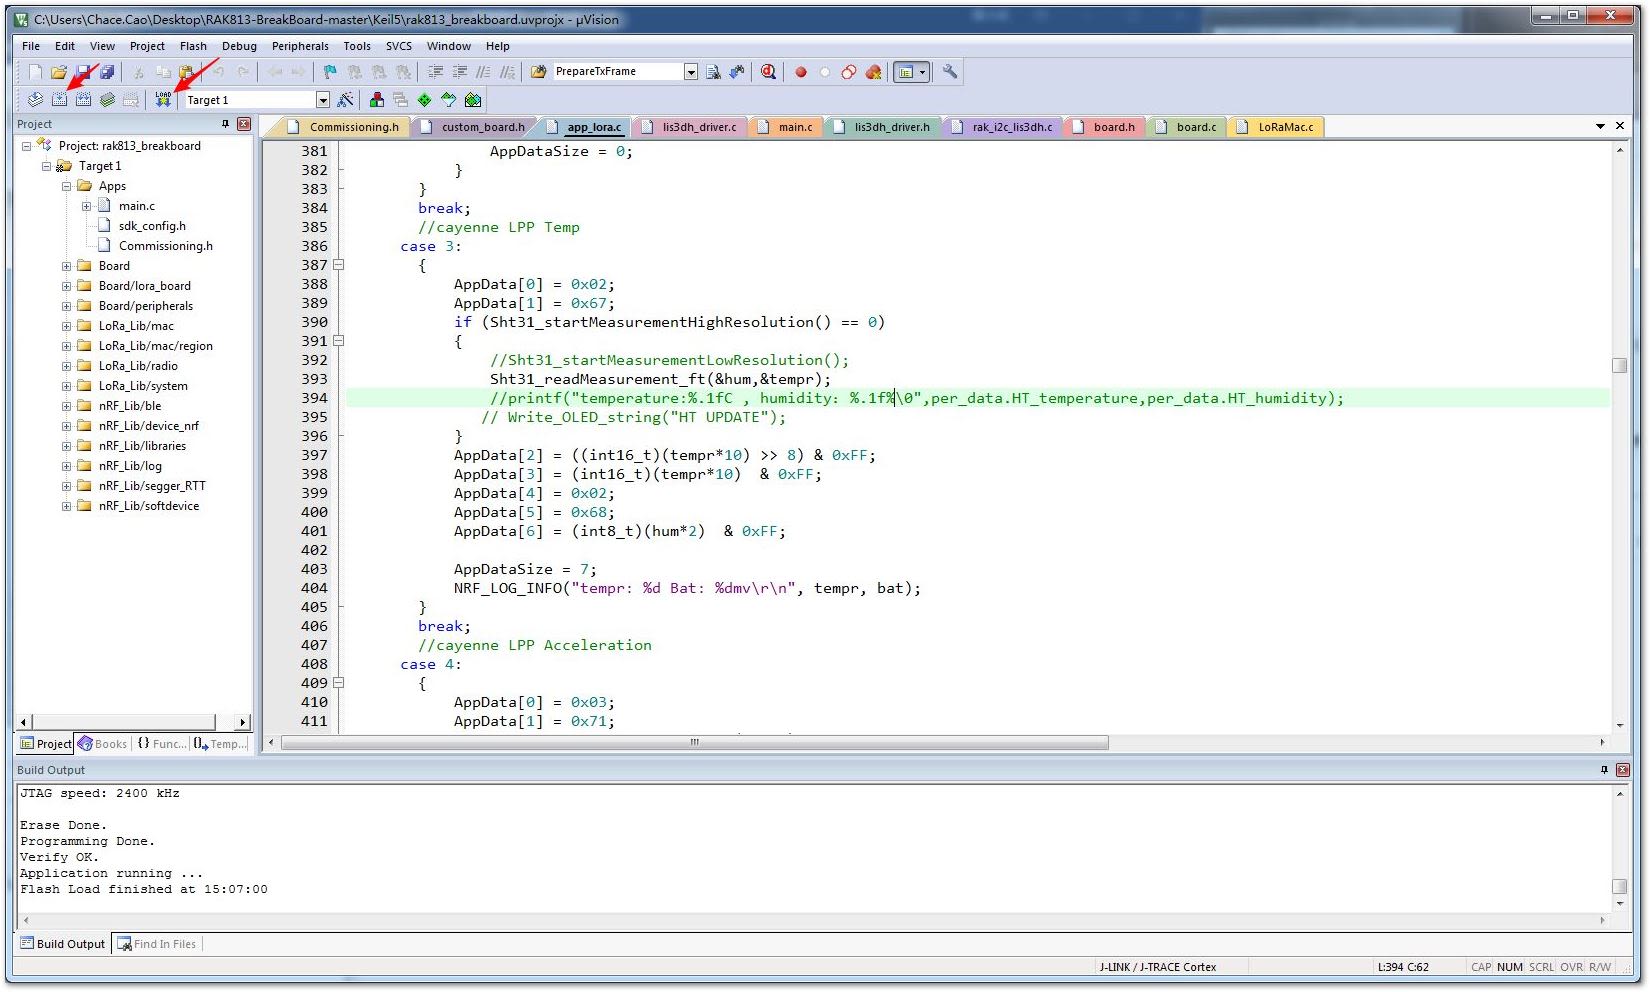 C:\Users\Chace.Cao\Desktop\RAK813-BreakBoard-master\Keil5\rak813_breakboard.uvprojx - µVision
File Edit View Project Flash Debug Peripherals Tools SVCS Window Help
PrepareTxFrame
LOAD Target 1
Project
Commissioning.h custom_board.h app_lora.c lis3dh_driver.c main.c lis3dh_driver.h rak_i2c_lis3dh.c board.h board.c LoRaMac.c
Project: rak813_breakboard
Target 1
Apps
main.c
sdk_config.h
Commissioning.h
Board
Board/lora_board
Board/peripherals
LoRa_Lib/mac
LoRa_Lib/mac/region
LoRa_Lib/radio
LoRa_Lib/system
nRF_Lib/ble
nRF_Lib/device_nrf
nRF_Lib/libraries
nRF_Lib/log
nRF_Lib/segger_RTT
nRF_Lib/softdevice
Project Books {} Func... Temp...
381 AppDataSize = 0;
382 }
383 }
384 break;
385 //cayenne LPP Temp
386 case 3:
387 {
388 AppData[0] = 0x02;
389 AppData[1] = 0x67;
390 if (Sht31_startMeasurementHighResolution() == 0)
391 {
392 //Sht31_startMeasurementLowResolution();
393 Sht31_readMeasurement_ft(&hum,&tempr);
394 //printf("temperature:%.1fC , humidity: %.1f%\0",per_data.HT_temperature,per_data.HT_humidity);
395 // Write_OLED_string("HT UPDATE");
396 }
397 AppData[2] = ((int16_t)(tempr*10) >> 8) & 0xFF;
398 AppData[3] = (int16_t)(tempr*10) & 0xFF;
399 AppData[4] = 0x02;
400 AppData[5] = 0x68;
401 AppData[6] = (int8_t)(hum*2) & 0xFF;
402
403 AppDataSize = 7;
404 NRF_LOG_INFO("tempr: %d Bat: %dmv\r\n", tempr, bat);
405 }
406 break;
407 //cayenne LPP Acceleration
408 case 4:
409 {
410 AppData[0] = 0x03;
411 AppData[1] = 0x71;
Build Output
JTAG speed: 2400 kHz
Erase Done.
Programming Done.
Verify OK.
Application running ...
Flash Load finished at 15:07:00
Build Output Find In Files
J-LINK / J-TRACE Cortex L:394 C:62 CAP NUM SCRL OVR R/W